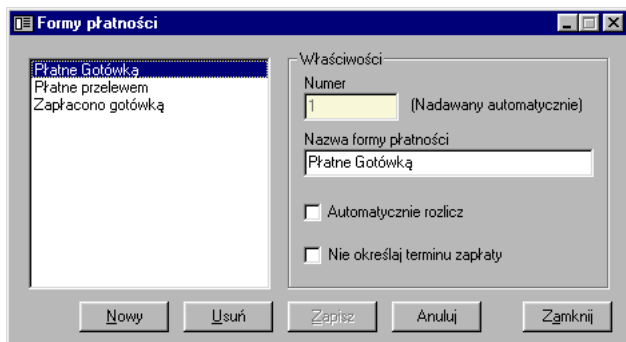 Formy płatności
Płatne Gotówką
Płatne przelewem
Zapłacono gotówką
Właściwości
Numer
1 (Nadawany automatycznie)
Nazwa formy płatności
Płatne Gotówką
Automatycznie rozlicz
Nie określaj terminu zapłaty
Nowy Usuń Zapisz Anuluj Zamknij